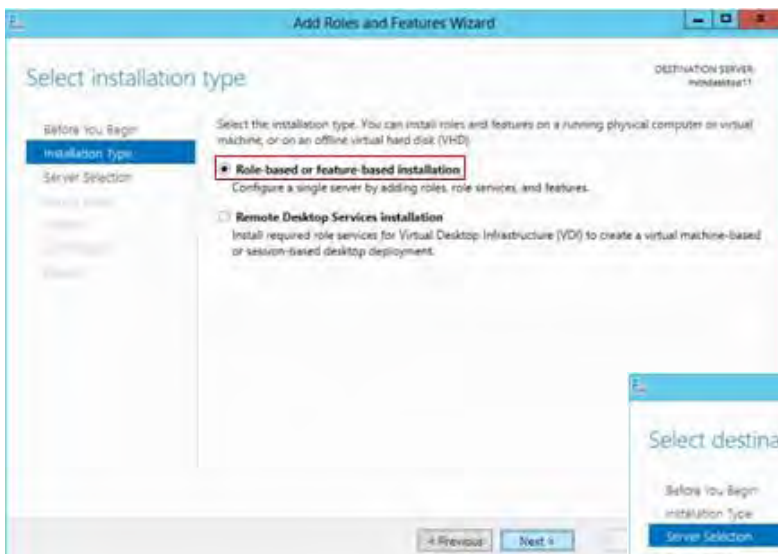 Add Roles and Features Wizard
Select installation type
DESTINATION SERVER
Before You Begin
Installation Type
Server Selection
Select the installation type. You can install roles and features on a running physical computer or virtual
machine, or on an offline virtual hard disk (VHD).
Role-based or feature-based installation
Configure a single server by adding roles, role services, and features.
Remote Desktop Services installation
Install required role services for Virtual Desktop Infrastructure (VDI) to create a virtual machine-based
or session-based desktop deployment.
< Previous
Next >
Select destina
Before You Begin
Installation Type
Server Selection